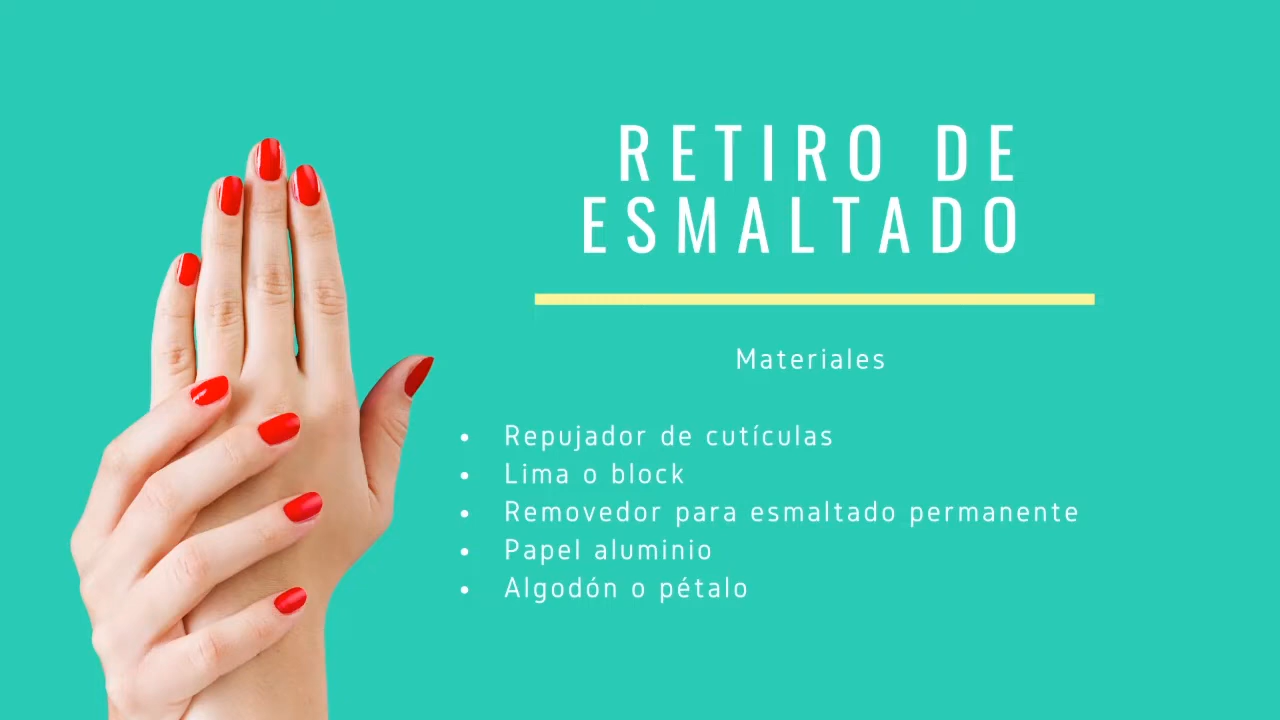 RETIRO DE
ESMALTADO
Materiales
• Repujador de cutículas
• Lima o block
• Removedor para esmaltado permanente
• Papel aluminio
• Algodón o pétalo